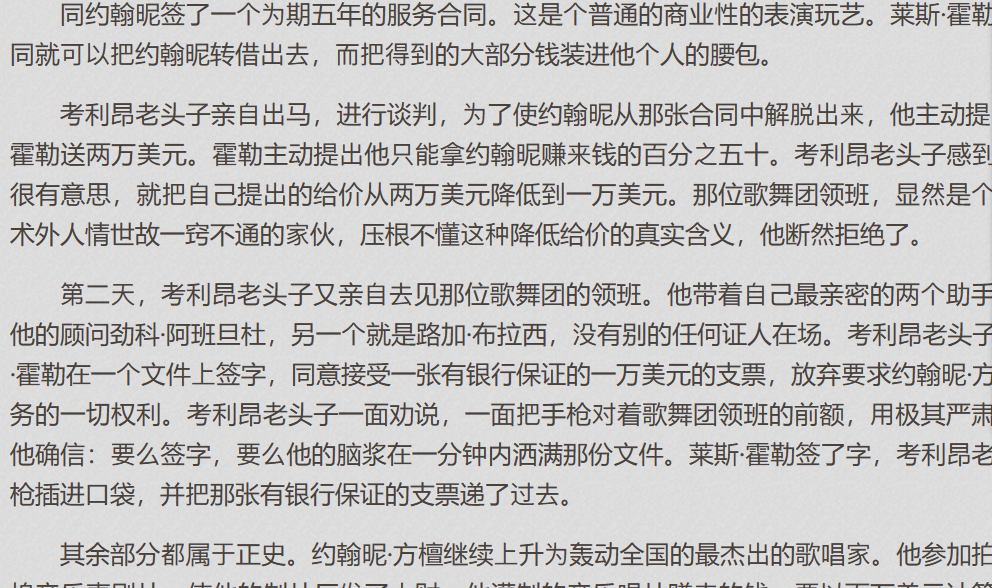 同约翰昵签了一个为期五年的服务合同。这是个普通的商业性的表演玩艺。莱斯·霍勒
同就可以把约翰昵转借出去，而把得到的大部分钱装进他个人的腰包。
考利昂老头子亲自出马，进行谈判，为了使约翰昵从那张合同中解脱出来，他主动提
霍勒送两万美元。霍勒主动提出他只能拿约翰昵赚来钱的百分之五十。考利昂老头子感到
很有意思，就把自己提出的给价从两万美元降低到一万美元。那位歌舞团领班，显然是个
术外人情世故一窍不通的家伙，压根不懂这种降低给价的真实含义，他断然拒绝了。
第二天，考利昂老头子又亲自去见那位歌舞团的领班。他带着自己最亲密的两个助手
他的顾问劲科·阿班旦杜，另一个就是路加·布拉西，没有别的任何证人在场。考利昂老头子
·霍勒在一个文件上签字，同意接受一张有银行保证的一万美元的支票，放弃要求约翰昵·方
务的一切权利。考利昂老头子一面劝说，一面把手枪对着歌舞团领班的前额，用极其严肃
他确信：要么签字，要么他的脑浆在一分钟内洒满那份文件。莱斯·霍勒签了字，考利昂老
枪插进口袋，并把那张有银行保证的支票递了过去。
其余部分都属于正史。约翰昵·方檀继续上升为轰动全国的最杰出的歌唱家。他参加拍